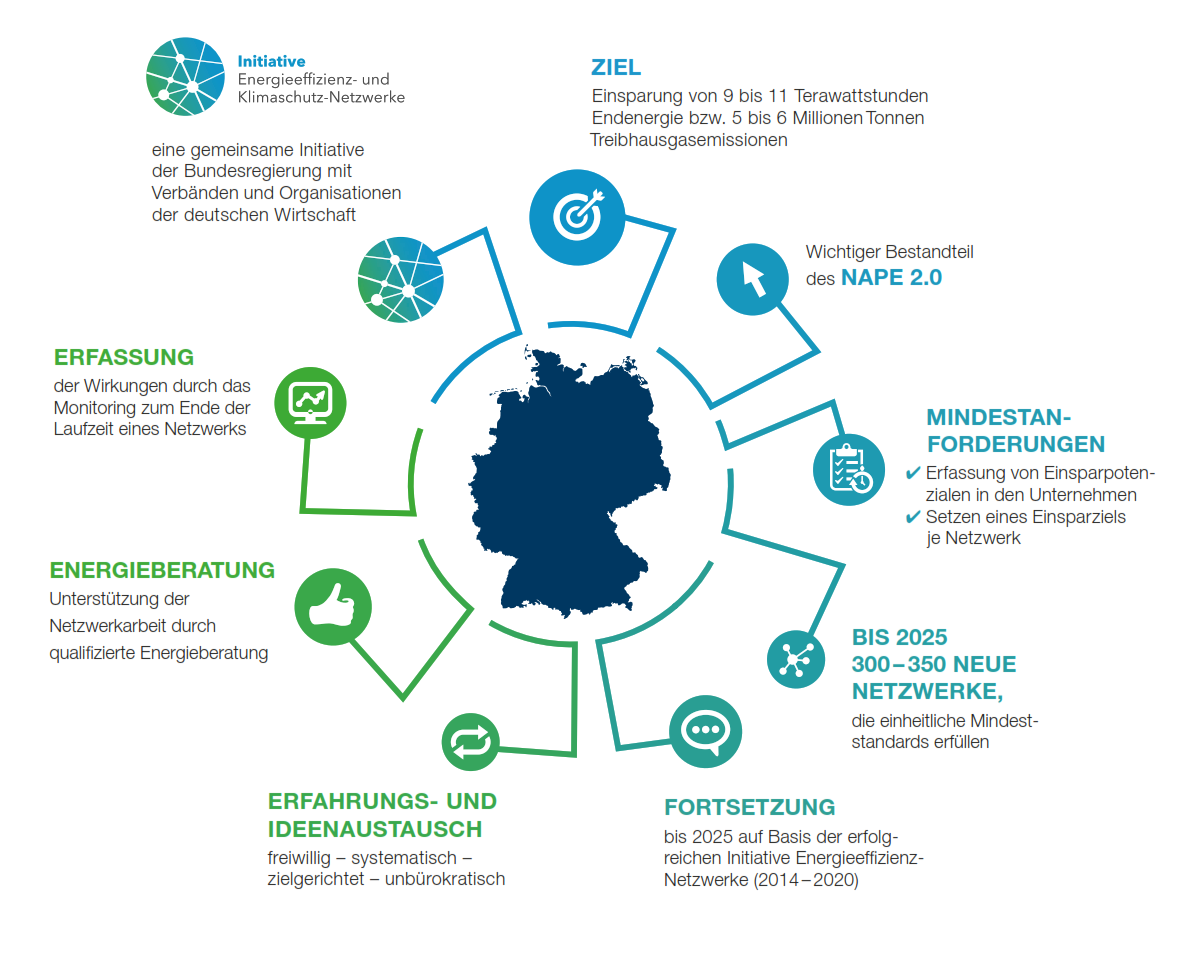 Initiative
Energieeffizienz- und
Klimaschutz-Netzwerke
eine gemeinsame Initiative
der Bundesregierung mit
Verbänden und Organisationen
der deutschen Wirtschaft
ZIEL
Einsparung von 9 bis 11 Terawattstunden
Endenergie bzw. 5 bis 6 Millionen Tonnen
Treibhausgasemissionen
Wichtiger Bestandteil
des NAPE 2.0
MINDESTAN-
FORDERUNGEN
✔ Erfassung von Einsparpoten-
zialen in den Unternehmen
✔ Setzen eines Einsparziels
je Netzwerk
BIS 2025
300–350 NEUE
NETZWERKE,
die einheitliche Mindest-
standards erfüllen
FORTSETZUNG
bis 2025 auf Basis der erfolg-
reichen Initiative Energieeffizienz-
Netzwerke (2014–2020)
ERFAHRUNGS- UND
IDEENAUSTAUSCH
freiwillig – systematisch –
zielgerichtet – unbürokratisch
ENERGIEBERATUNG
Unterstützung der
Netzwerkarbeit durch
qualifizierte Energieberatung
ERFASSUNG
der Wirkungen durch das
Monitoring zum Ende der
Laufzeit eines Netzwerks